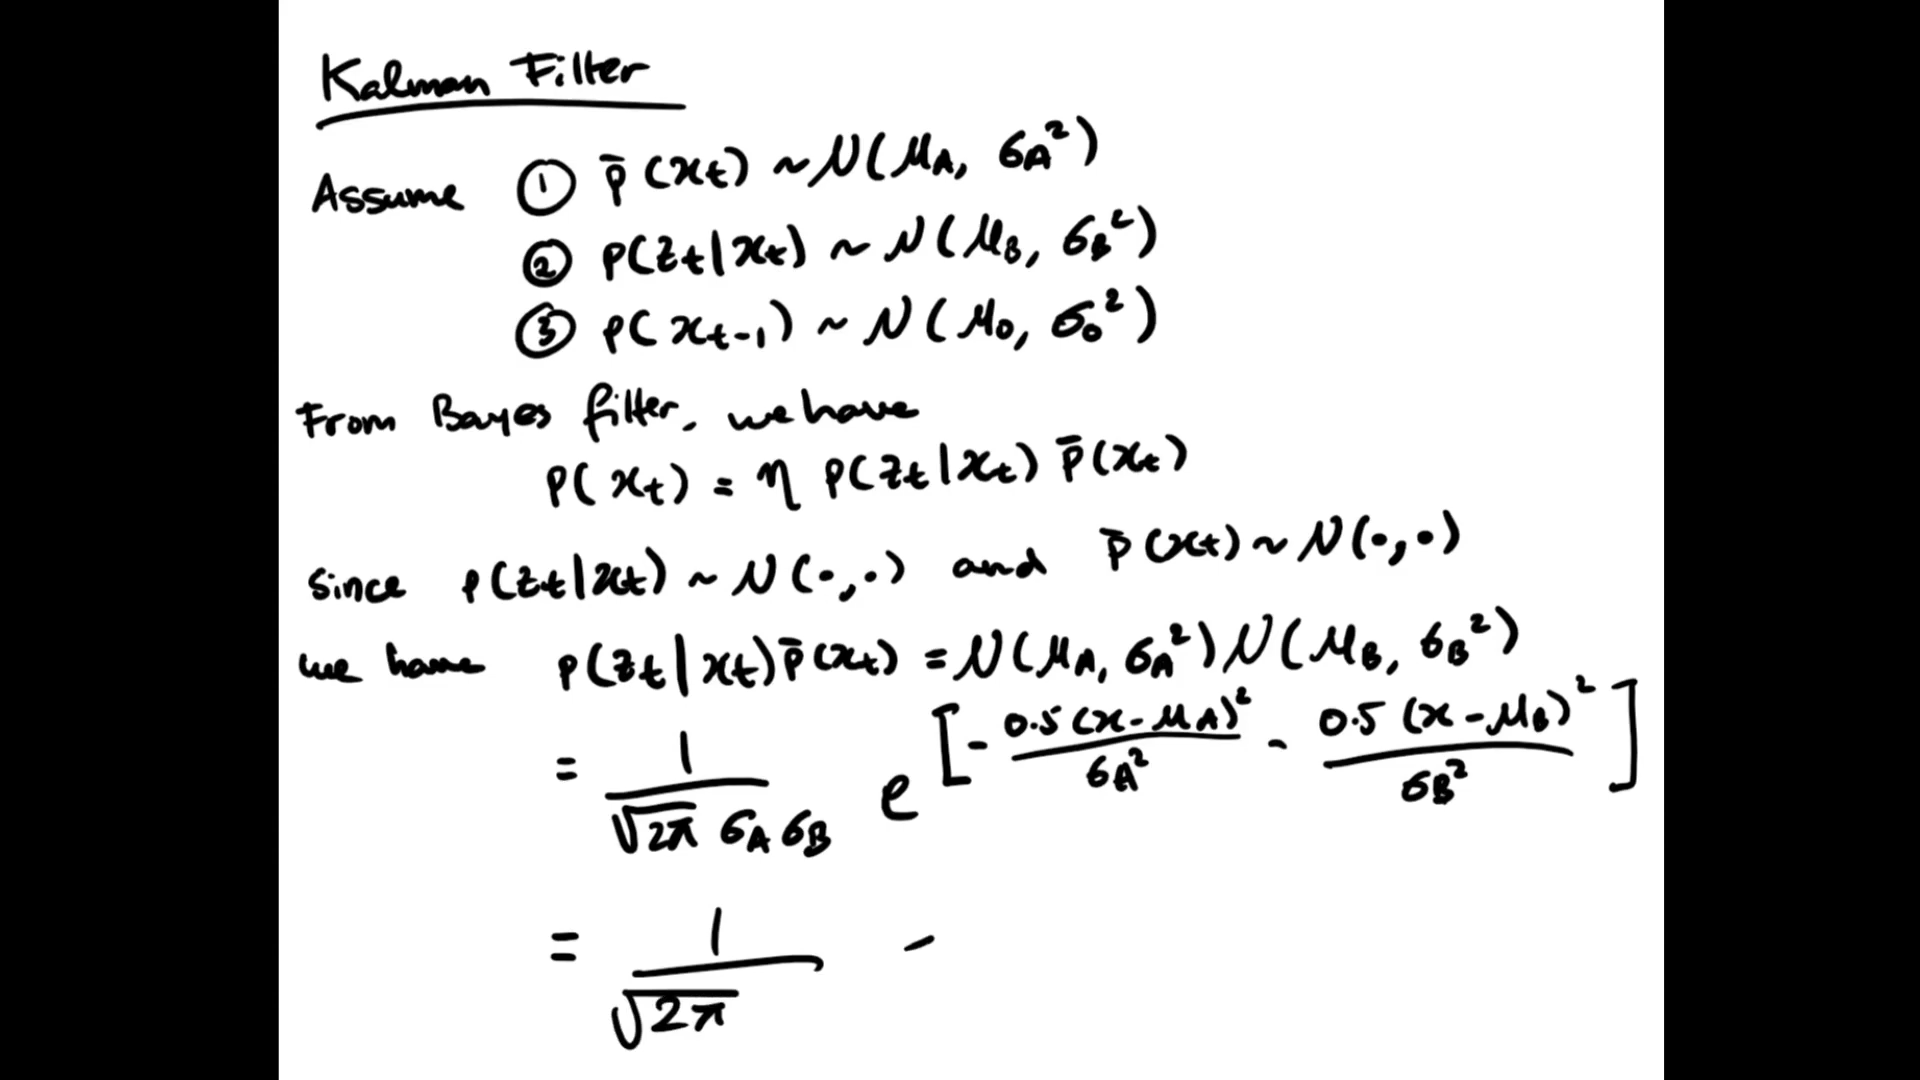 Kalman Filter
Assume ① p̄(xt) ~ N(μA, σA²)
② p(zt|xt) ~ N(μB, σB²)
③ p(xt-1) ~ N(μ0, σ0²)
From Bayes filter, we have
p(xt) = η p(zt|xt) p̄(xt)
Since p(zt|xt) ~ N(•,•) and p̄(xt) ~ N(•,•)
we have p(zt|xt)p̄(xt) = N(μA, σA²)N(μB, σB²)
= 1/(√2π σA σB) e^[-0.5(x-μA)²/σA² - 0.5(x-μB)²/σB²]
= 1/√2π -